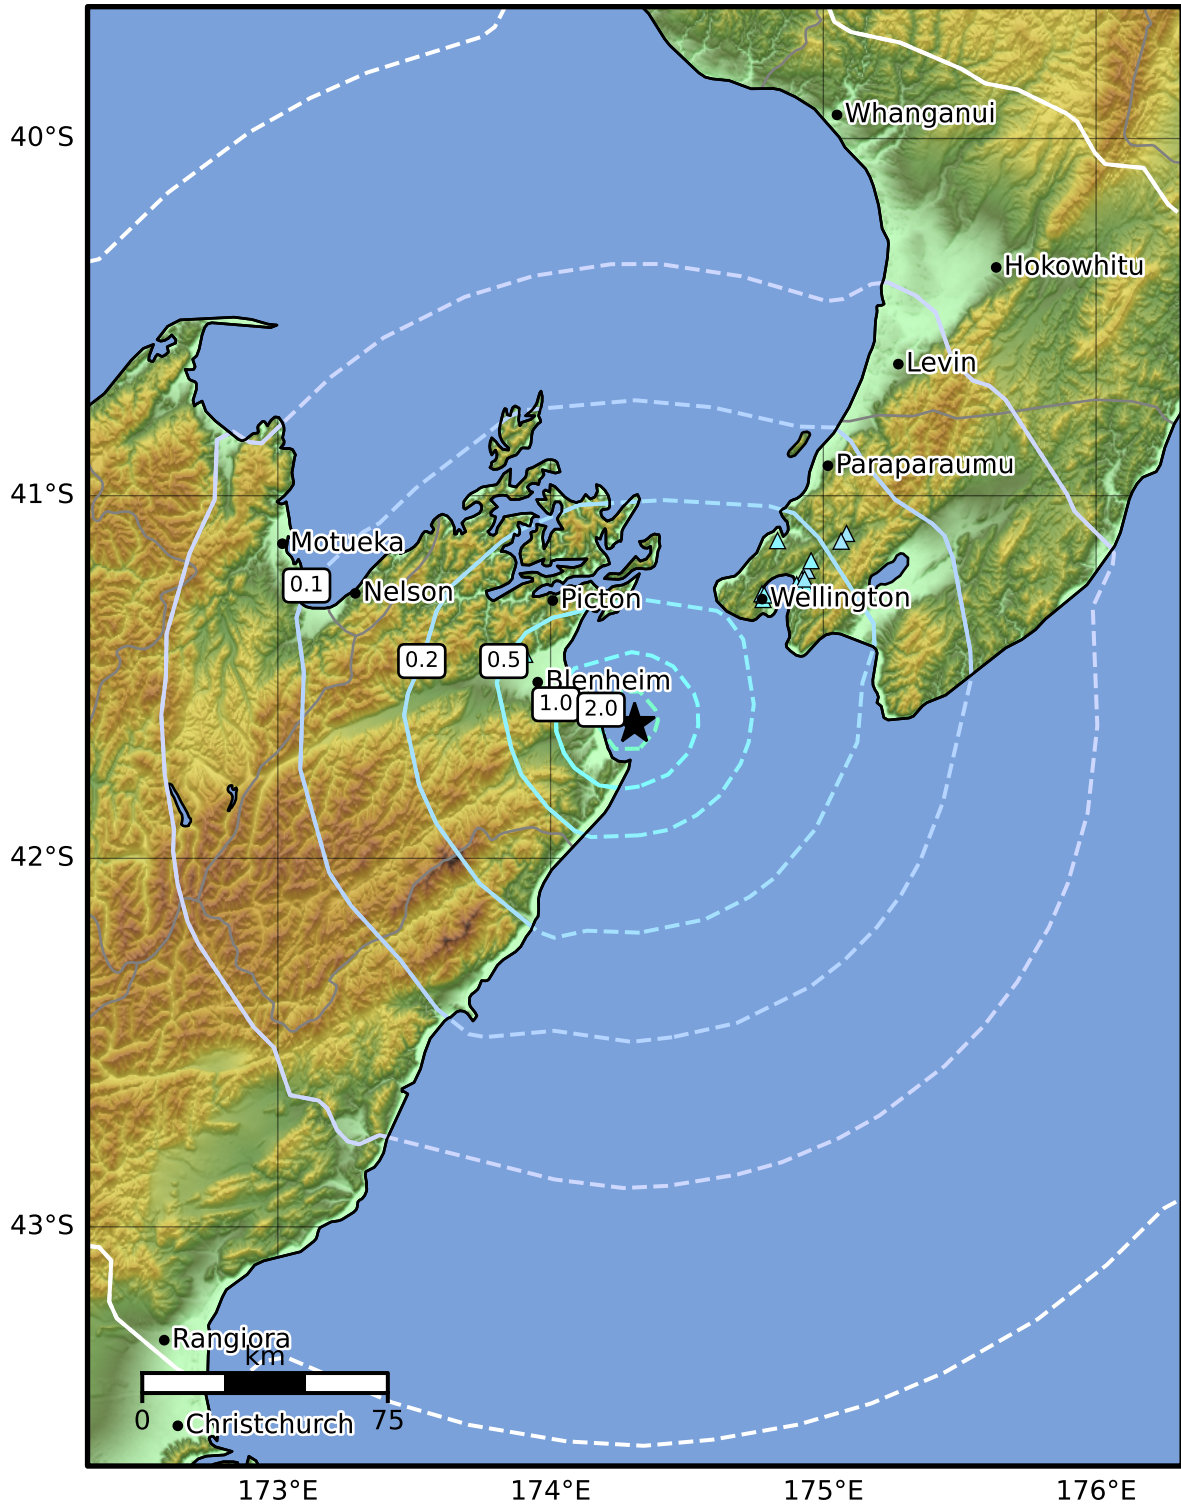 Whanganui
40°S
Hokowhitu
Levin
Paraparaumu
41°S
Motueka
0.1
Nelson
Picton
Wellington
0.2
0.5
Blenheim
1.0
2.0
42°S
43°S
Rangiora
km
0
75
Christchurch
173°E
174°E
175°E
176°E